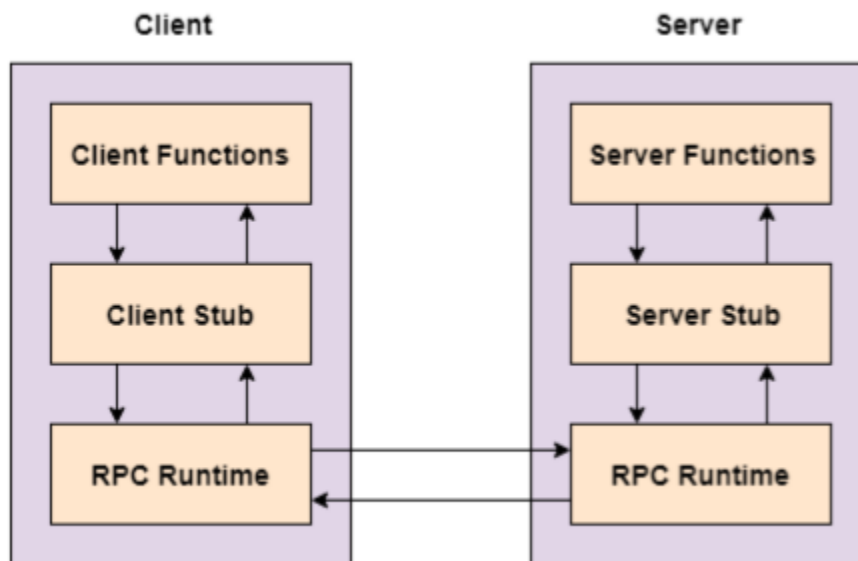 Client
Server
Client Functions
Server Functions
Client Stub
Server Stub
RPC Runtime
RPC Runtime